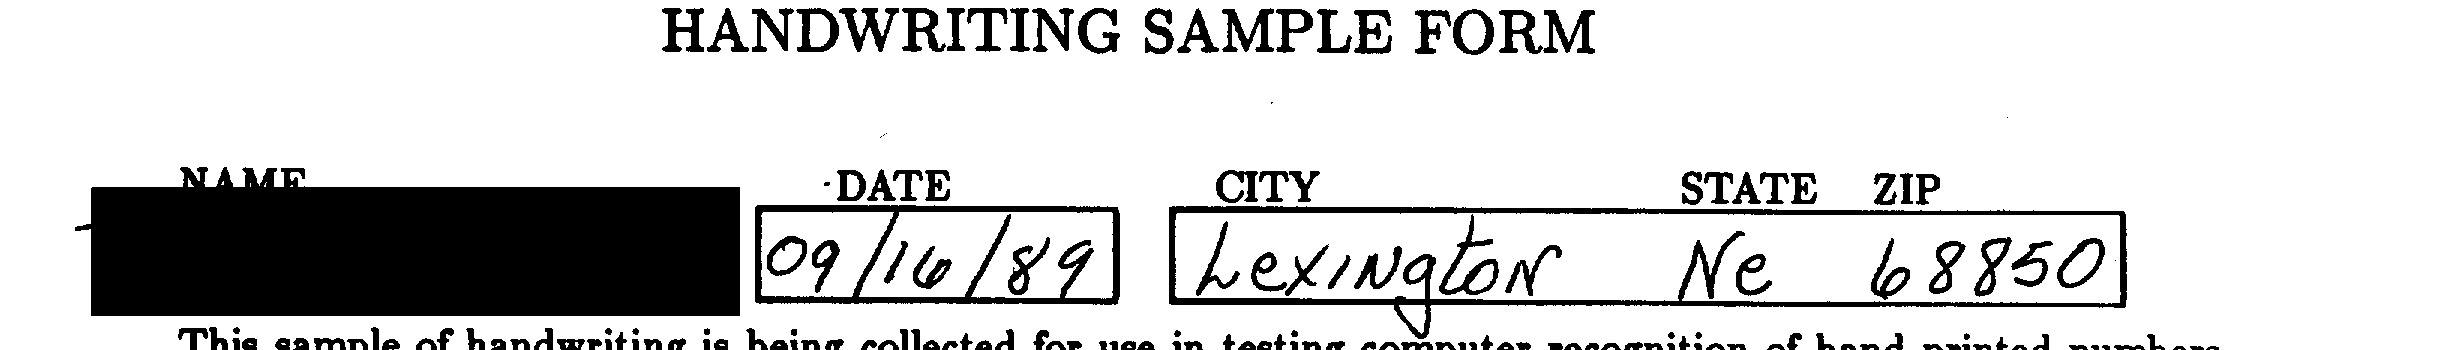 HANDWRITING SAMPLE FORM
NAME DATE CITY STATE ZIP
09/16/89 Lexington Ne 68850
This sample of handwriting is being collected for use in testing computer recognition of hand printed numbers